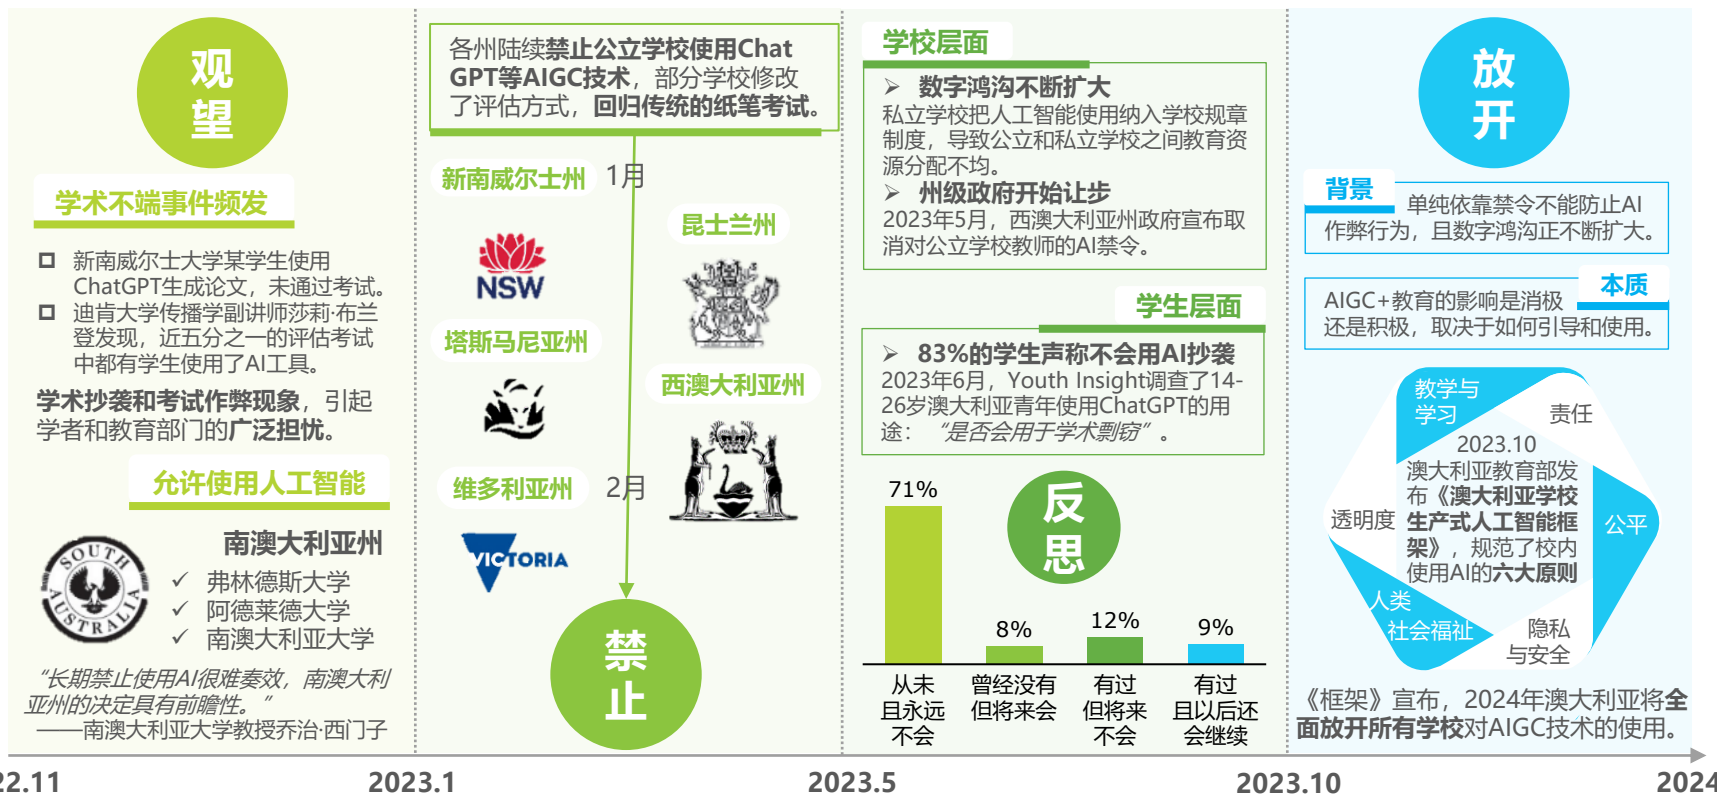 观
望
学术不端事件频发
新南威尔士大学某学生使用
ChatGPT生成论文，未通过考试。
迪肯大学传播学副讲师莎莉·布兰
登发现，近五分之一的评估考试
中都有学生使用了AI工具。
学术抄袭和考试作弊现象，引起
学者和教育部门的广泛担忧。
允许使用人工智能
SOUTH
AUSTRALIA
南澳大利亚州
✓ 弗林德斯大学
✓ 阿德莱德大学
✓ 南澳大利亚大学
“长期禁止使用AI很难奏效，南澳大利
亚州的决定具有前瞻性。”
——南澳大利亚大学教授乔治·西门子
各州陆续禁止公立学校使用Chat
GPT等AIGC技术，部分学校修改
了评估方式，回归传统的纸笔考试。
新南威尔士州
1月
NSW
昆士兰州
塔斯马尼亚州
西澳大利亚州
维多利亚州
2月
VICTORIA
禁
止
学校层面
➢ 数字鸿沟不断扩大
私立学校把人工智能使用纳入学校规章
制度，导致公立和私立学校之间教育资
源分配不均。
➢ 州级政府开始让步
2023年5月，西澳大利亚州政府宣布取
消对公立学校教师的AI禁令。
学生层面
➢ 83%的学生声称不会用AI抄袭
2023年6月，Youth Insight调查了14-
26岁澳大利亚青年使用ChatGPT的用
途：“是否会用于学术剽窃”。
反
思
71%
8%
12%
9%
从未
且永远
不会
曾经没有
但将来会
有过
但将来
不会
有过
且以后还
会继续
放
开
背景
单纯依靠禁令不能防止AI
作弊行为，且数字鸿沟正不断扩大。
本质
AIGC+教育的影响是消极
还是积极，取决于如何引导和使用。
教学与
学习
责任
公平
隐私
与安全
人类
社会福祉
透明度
2023.10
澳大利亚教育部发
布《澳大利亚学校
生产式人工智能框
架》，规范了校内
使用AI的六大原则
《框架》宣布，2024年澳大利亚将全
面放开所有学校对AIGC技术的使用。
22.11
2023.1
2023.5
2023.10
2024